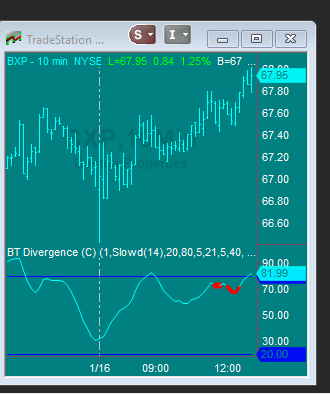 TradeStation ...
S
I
BXP - 10 min NYSE L=67.95 0.84 1.25% B=67 ...
67.95
67.80
67.60
67.40
67.20
67.00
66.80
66.60
BT Divergence (C) (1,Slowd(14),20,80,5,21,5,40, ...
90.00
81.99
70.00
50.00
30.00
20.00
1/16 09:00 12:00